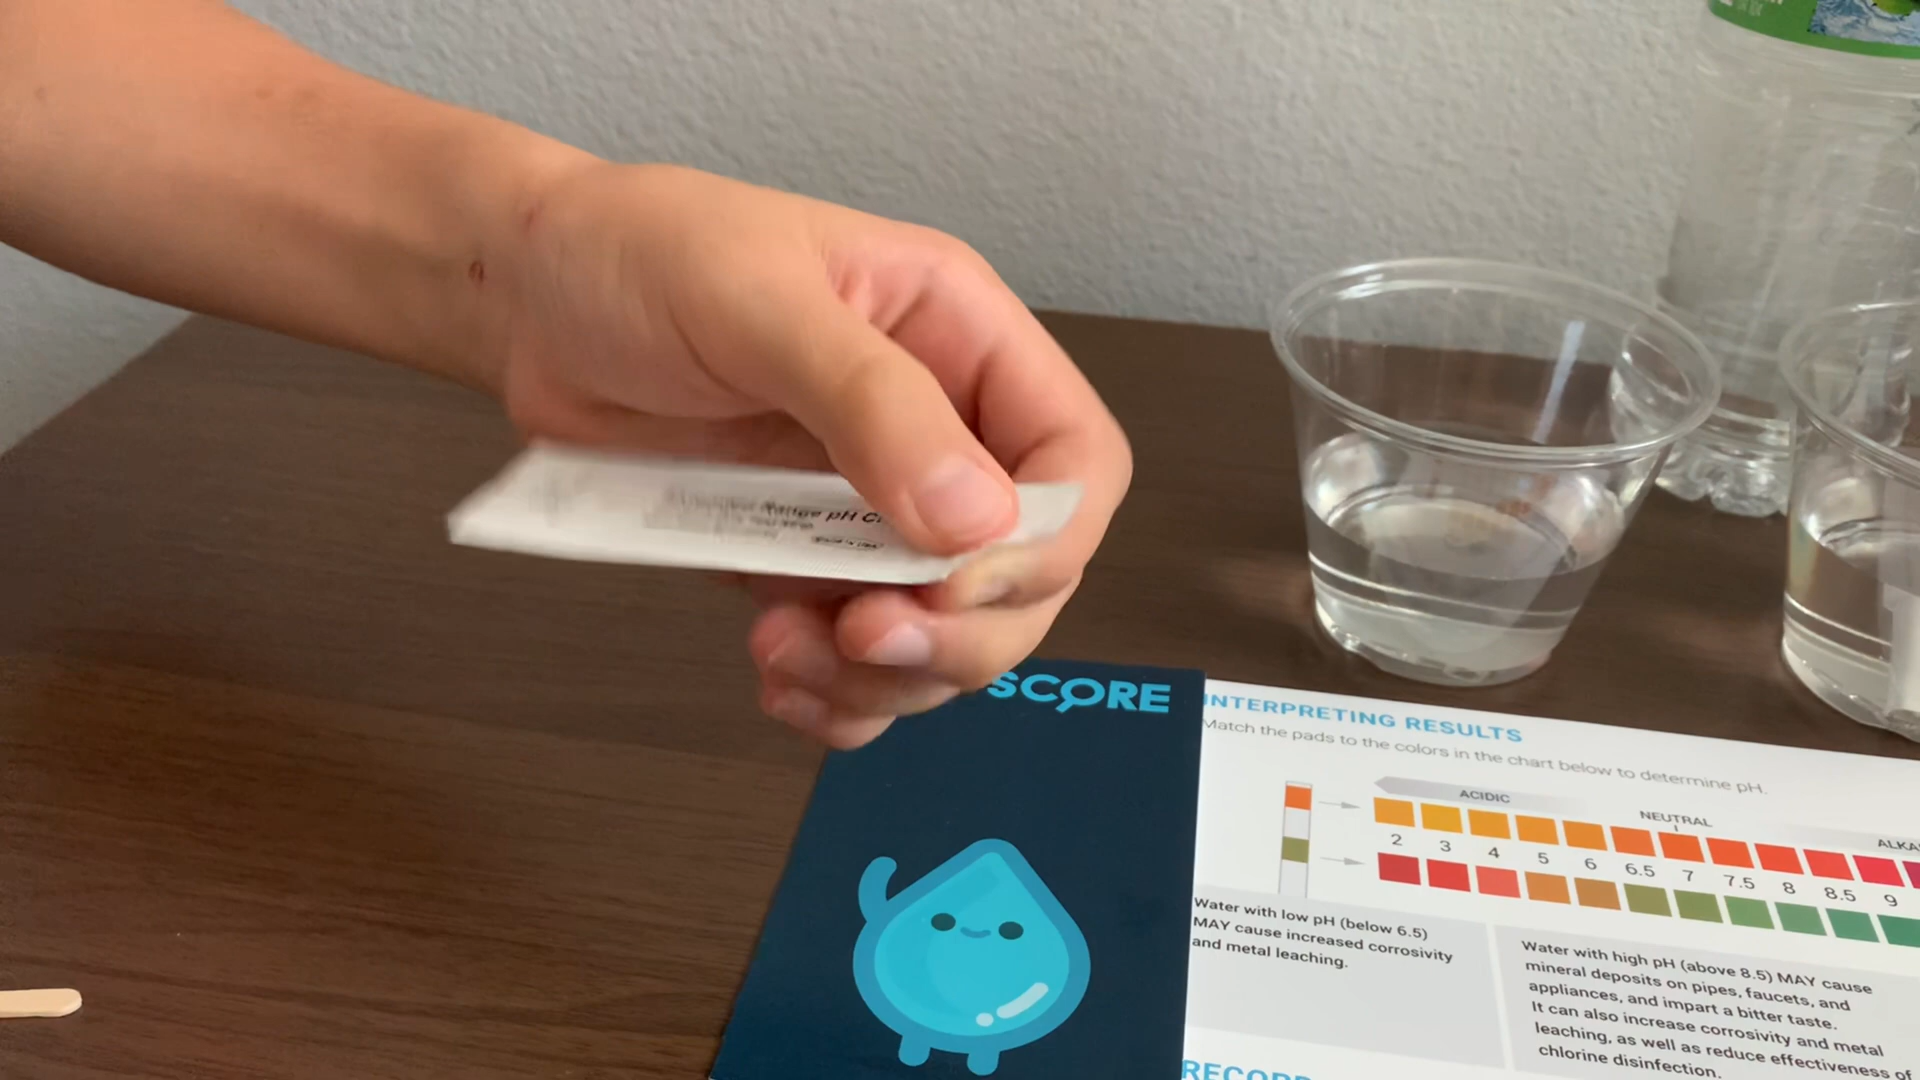 pH
SCORE
INTERPRETING RESULTS
Match the pads to the colors in the chart below to determine pH.
ACIDIC
NEUTRAL
ALKA
2 3 4 5 6 6.5 7 7.5 8 8.5 9
Water with low pH (below 6.5)
MAY cause increased corrosivity
and metal leaching.
Water with high pH (above 8.5) MAY cause
mineral deposits on pipes, faucets, and
appliances, and impart a bitter taste.
It can also increase corrosivity and metal
leaching, as well as reduce effectiveness of
chlorine disinfection.
RECORD